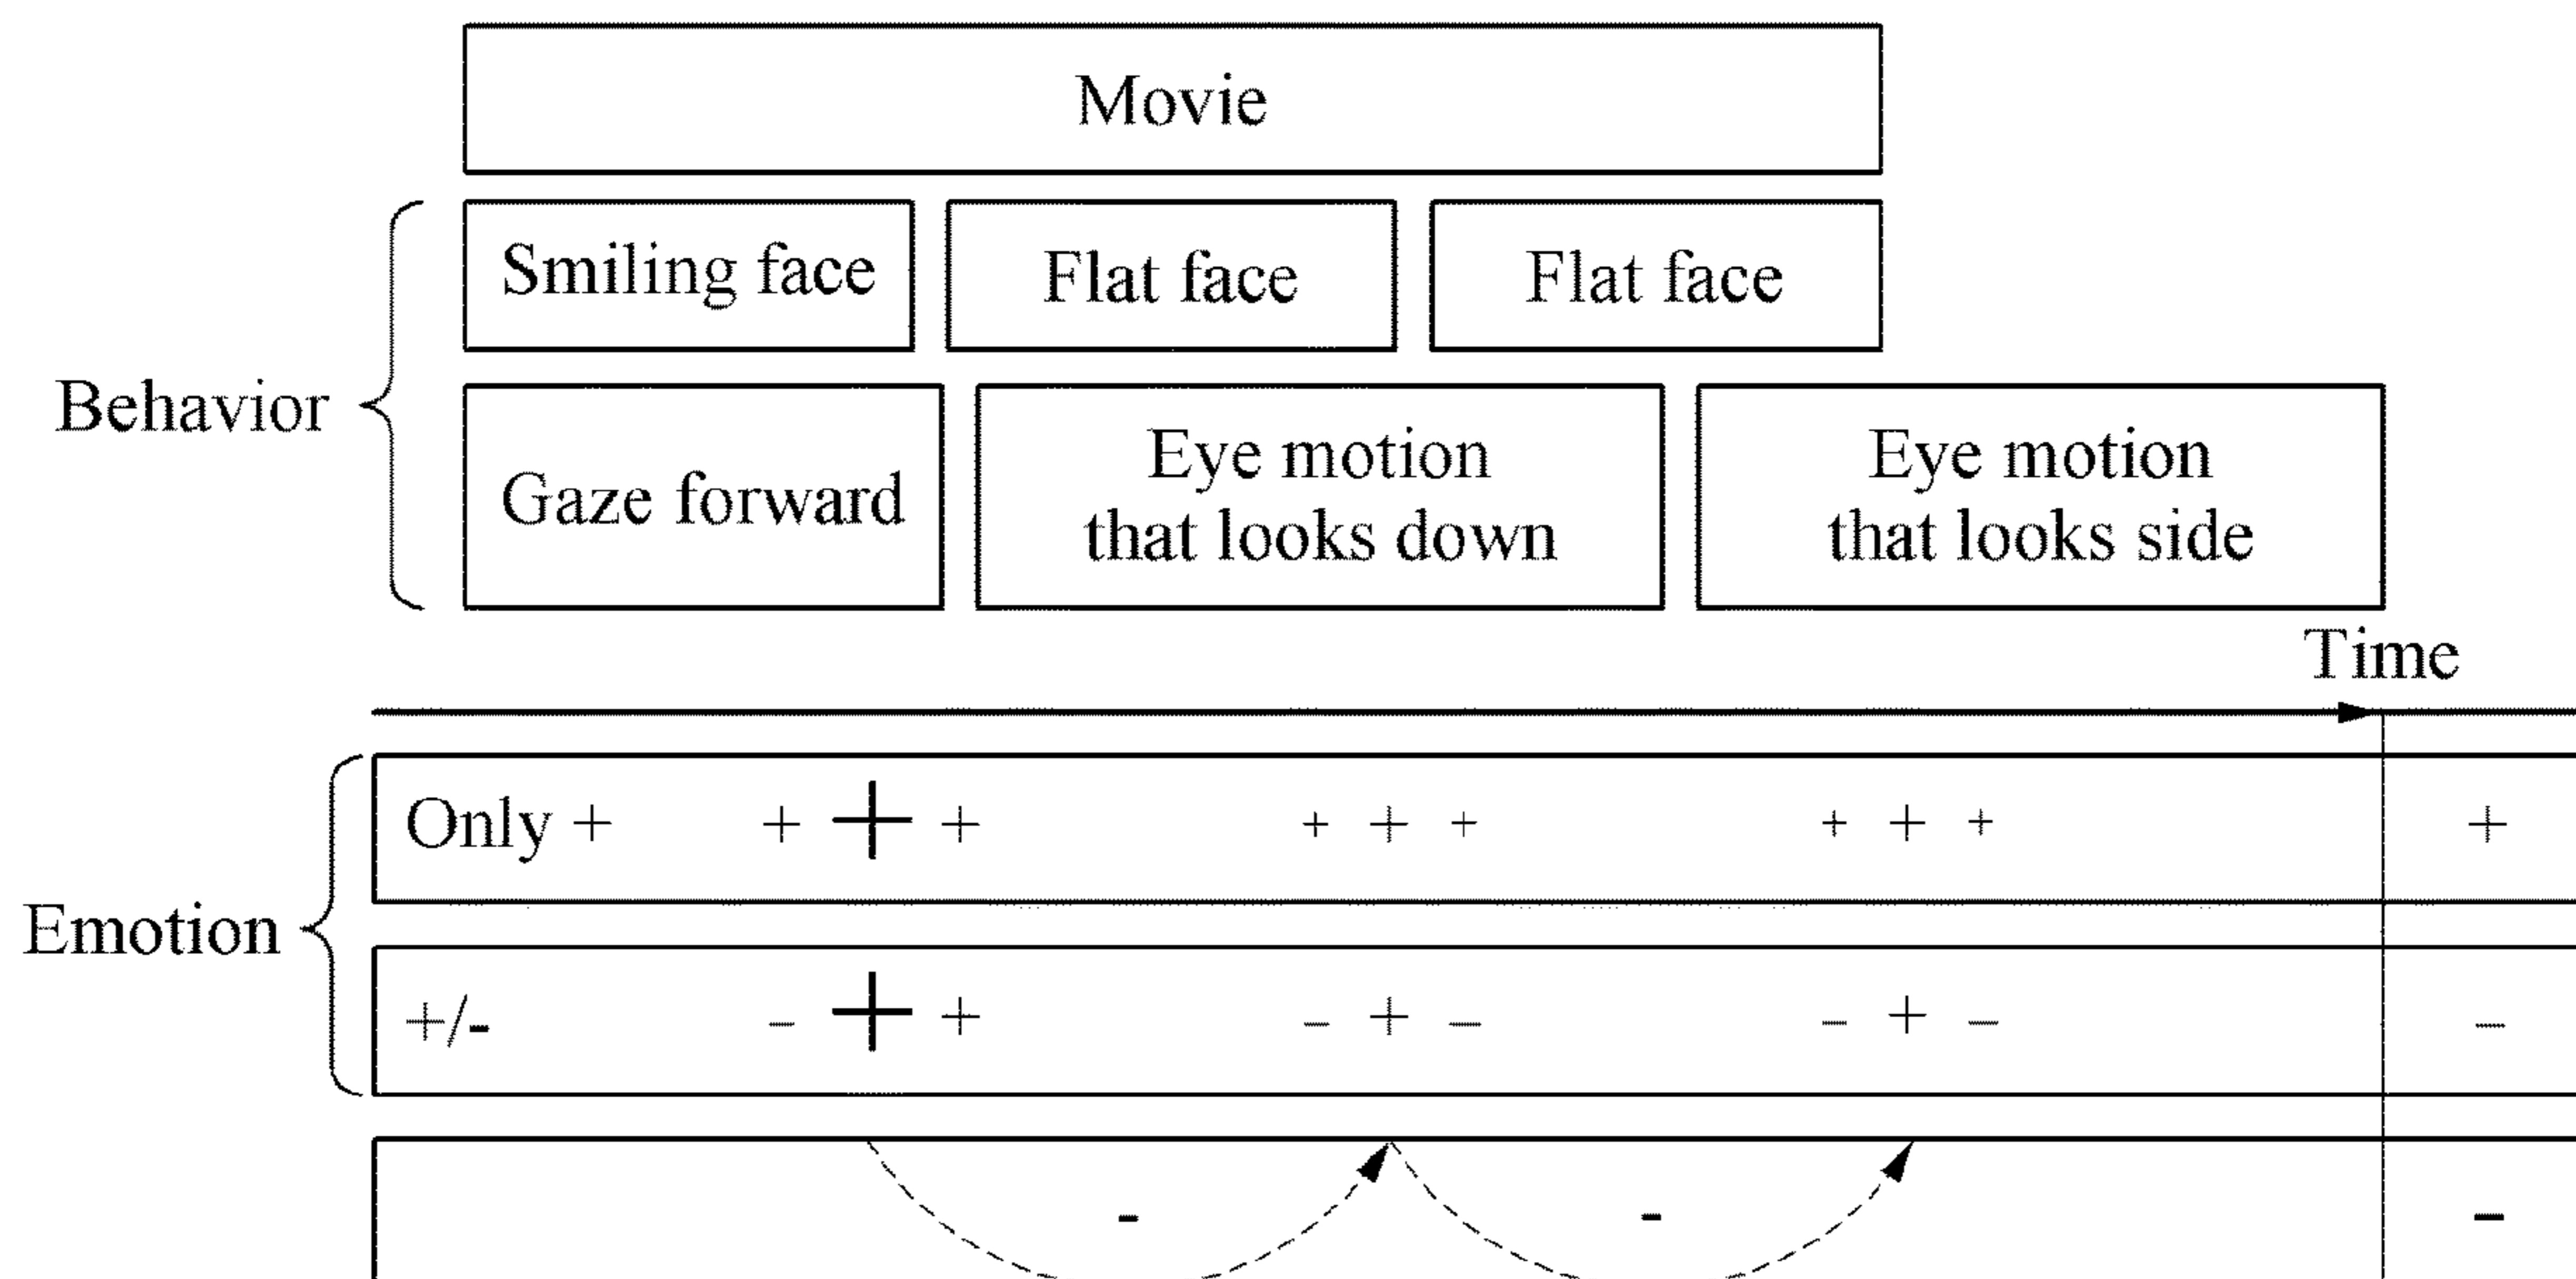 Movie
Smiling face
Flat face
Flat face
Behavior
Gaze forward
Eye motion
that looks down
Eye motion
that looks side
Time
Only + + + + + + + + + + +
Emotion
+/- – + + – + – – + – –
- - –